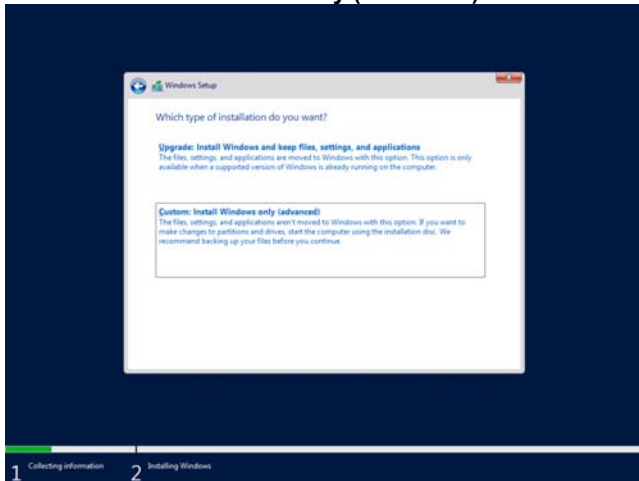 Windows Setup
Which type of installation do you want?
Upgrade: Install Windows and keep files, settings, and applications
The files, settings, and applications are moved to Windows with this option. This option is only
available when a supported version of Windows is already running on the computer.
Custom: Install Windows only (advanced)
The files, settings, and applications aren't moved to Windows with this option. If you want to
make changes to partitions and drives, start the computer using the installation disc. We
recommend backing up your files before you continue.
1 Collecting information 2 Installing Windows